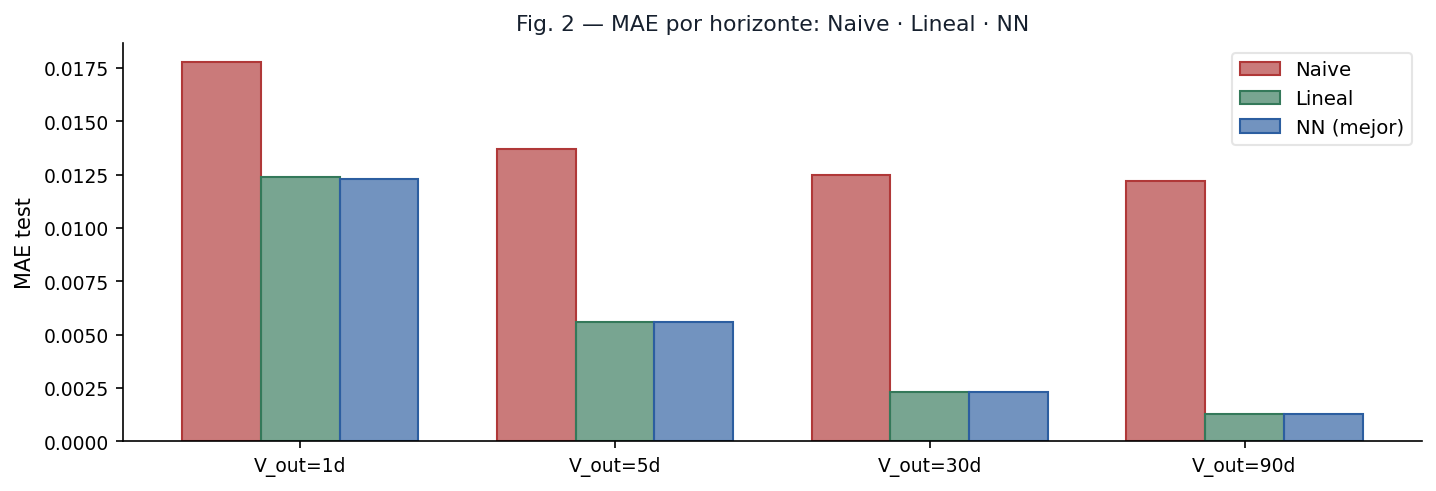 Fig. 2 — MAE por horizonte: Naive · Lineal · NN
Naive
Lineal
NN (mejor)
MAE test
0.0175
0.0150
0.0125
0.0100
0.0075
0.0050
0.0025
0.0000
V_out=1d
V_out=5d
V_out=30d
V_out=90d